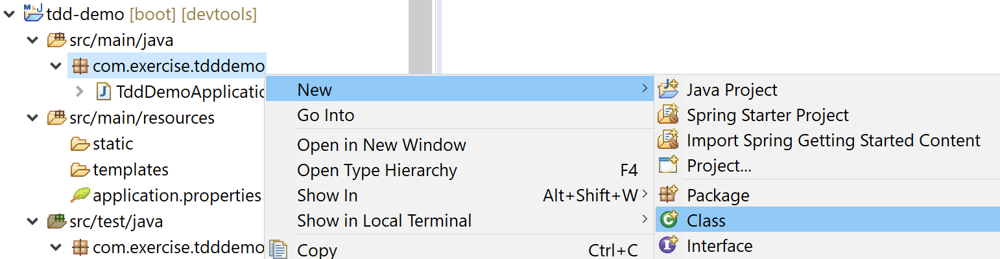 tdd-demo [boot] [devtools]
src/main/java
com.exercise.tdddemo
TddDemoApplicatic
src/main/resources
static
templates
application.properties
src/test/java
com.exercise.tdddemo
New
Go Into
Open in New Window
Open Type Hierarchy F4
Show In Alt+Shift+W
Show in Local Terminal
Copy Ctrl+C
Java Project
Spring Starter Project
Import Spring Getting Started Content
Project...
Package
Class
Interface